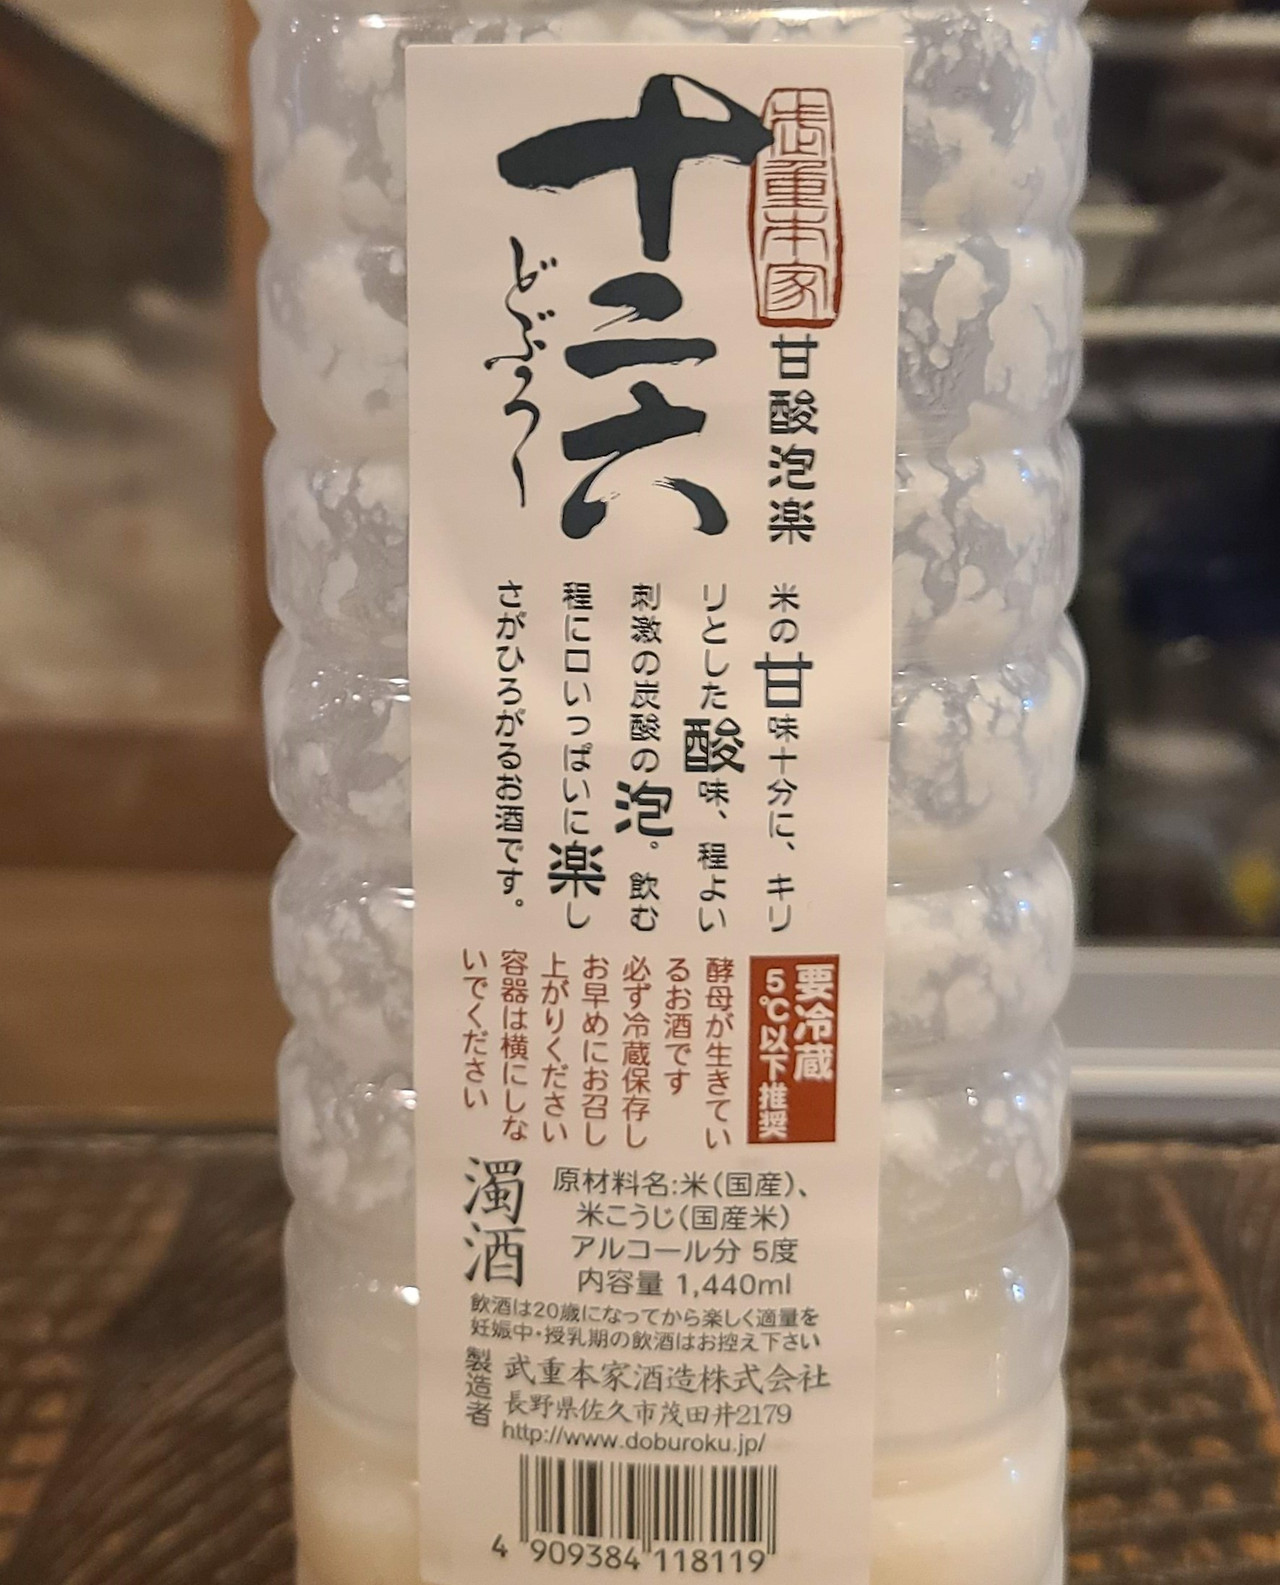 武重本家
甘酸泡楽
十二六
どぶろく
米の甘味十分に、キリ
リとした酸味、程よい
刺激の炭酸の泡。飲む
程に口いっぱいに楽し
さがひろがるお酒です。
要冷蔵
5℃以下推奨
酵母が生きてい
るお酒です
必ず冷蔵保存し
お早めにお召し
上がりください
容器は横にしな
いでください
濁酒
原材料名:米(国産)、
米こうじ(国産米)
アルコール分 5度
内容量 1,440ml
飲酒は20歳になってから楽しく適量を
妊娠中・授乳期の飲酒はお控え下さい
製造者
武重本家酒造株式会社
長野県佐久市茂田井2179
http://www.doburoku.jp/
4 909384 118119